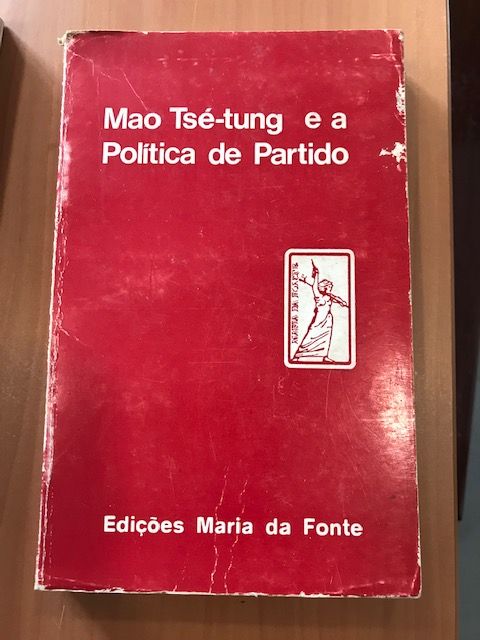 Mao Tsé-tung e a
Política de Partido
Edições Maria da Fonte